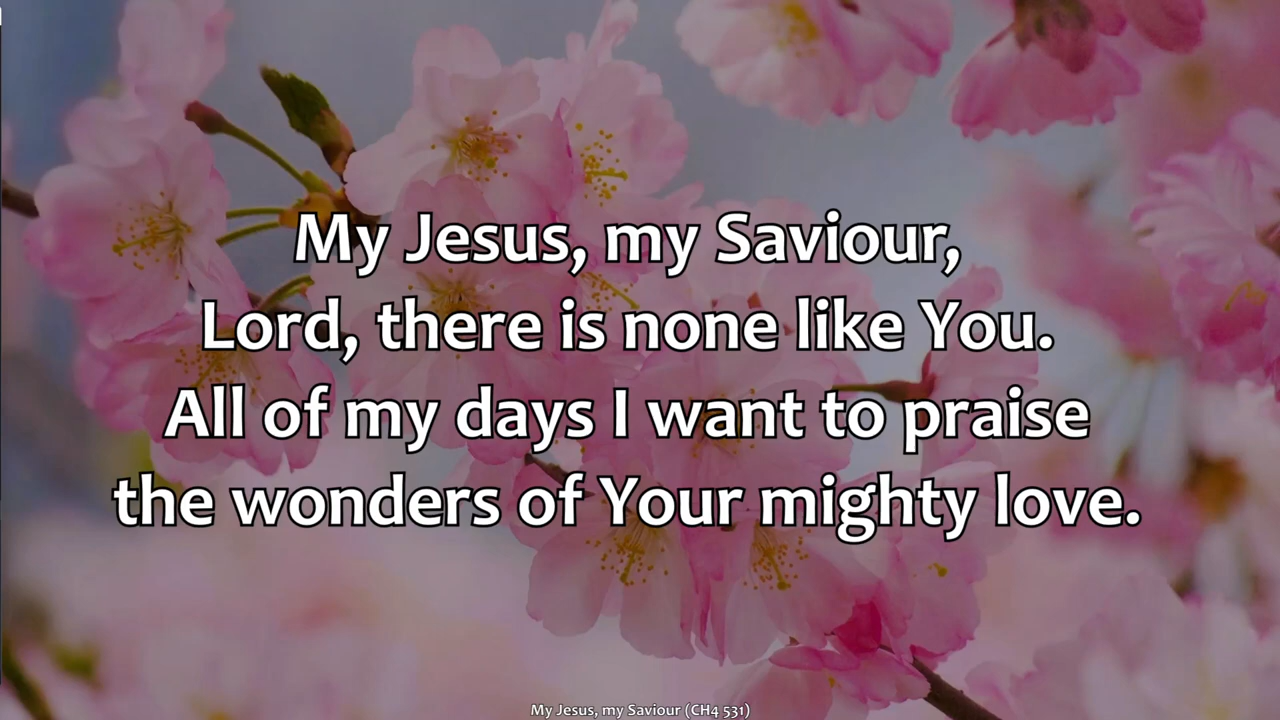 My Jesus, my Saviour,
Lord, there is none like You.
All of my days I want to praise
the wonders of Your mighty love.
My Jesus, my Saviour (CH4 531)